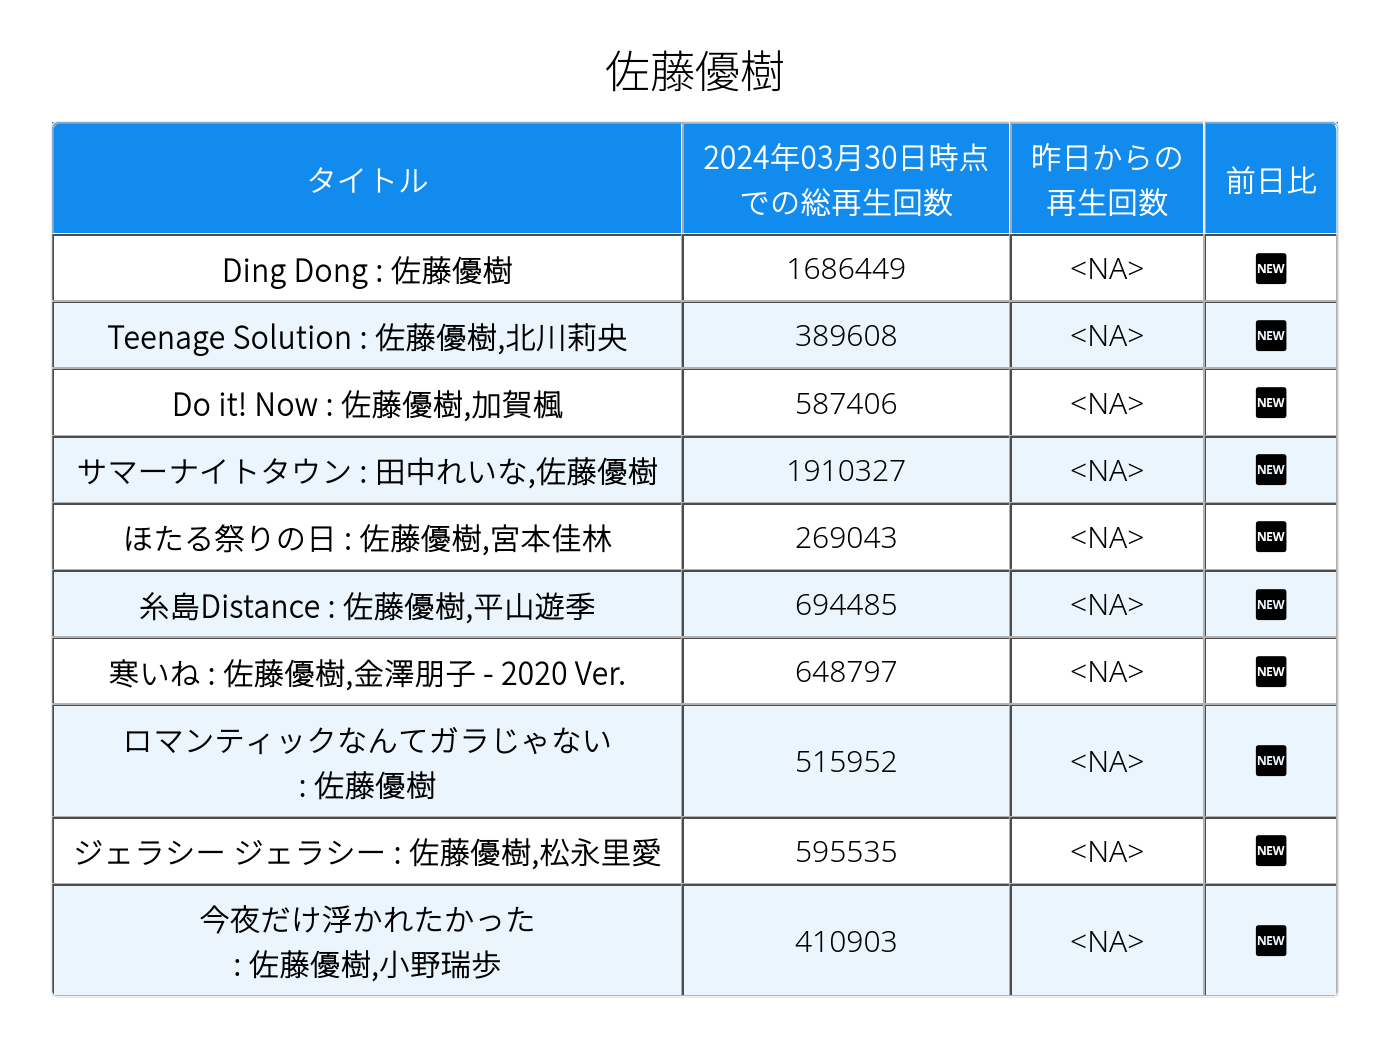 佐藤優樹
タイトル
2024年03月30日時点
での総再生回数
昨日からの
再生回数
前日比
Ding Dong : 佐藤優樹
1686449
<NA>
NEW
Teenage Solution : 佐藤優樹,北川莉央
389608
<NA>
NEW
Do it! Now : 佐藤優樹,加賀楓
587406
<NA>
NEW
サマーナイトタウン : 田中れいな,佐藤優樹
1910327
<NA>
NEW
ほたる祭りの日 : 佐藤優樹,宮本佳林
269043
<NA>
NEW
糸島Distance : 佐藤優樹,平山遊季
694485
<NA>
NEW
寒いね : 佐藤優樹,金澤朋子 - 2020 Ver.
648797
<NA>
NEW
ロマンティックなんてガラじゃない
: 佐藤優樹
515952
<NA>
NEW
ジェラシー ジェラシー : 佐藤優樹,松永里愛
595535
<NA>
NEW
今夜だけ浮かれたかった
: 佐藤優樹,小野瑞歩
410903
<NA>
NEW